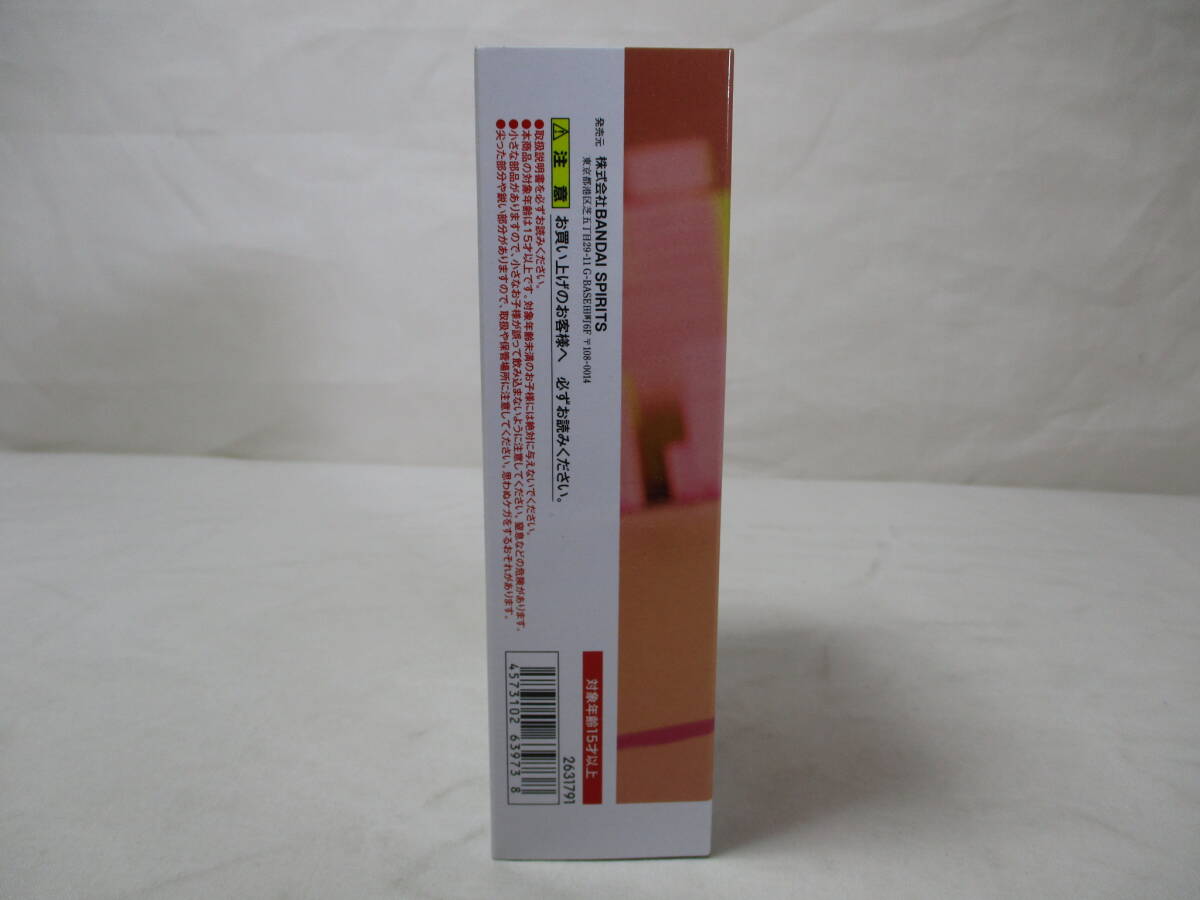 発売元 株式会社BANDAI SPIRITS
東京都港区芝五丁目29-11 G-BASE田町6F 〒108-0014
注 意 お買い上げのお客様へ 必ずお読みください。
●取扱説明書を必ずお読みください。
●本商品の対象年齢は15才以上です。対象年齢未満のお子様には絶対に与えないでください。
●小さな部品がありますので、小さなお子様が誤って飲み込まないように注意してください。窒息などの危険があります。
●尖った部分や鋭い部分がありますので、取扱や保管場所に注意してください。思わぬケガをするおそれがあります。
対象年齢15才以上
2631791
4573102 63973 8